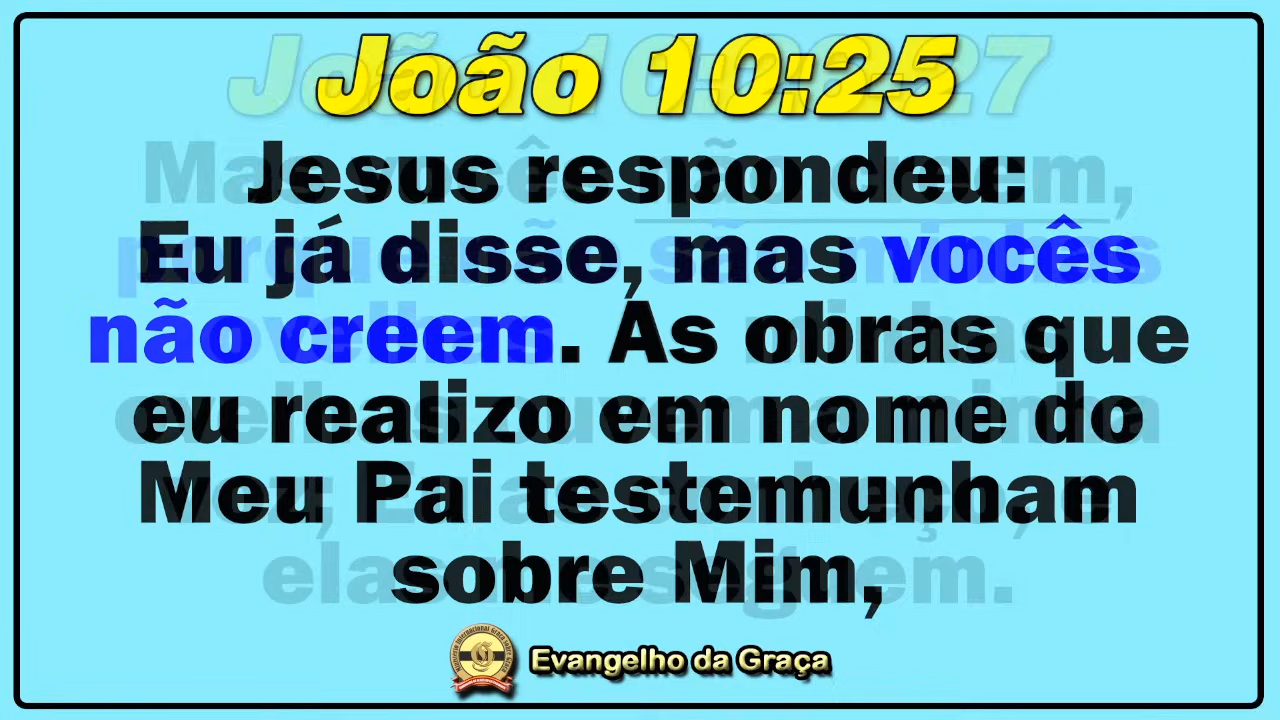 João 10:25
Jesus respondeu:
Eu já disse, mas vocês
não creem. As obras que
eu realizo em nome do
Meu Pai testemunham
sobre Mim,
Evangelho da Graça